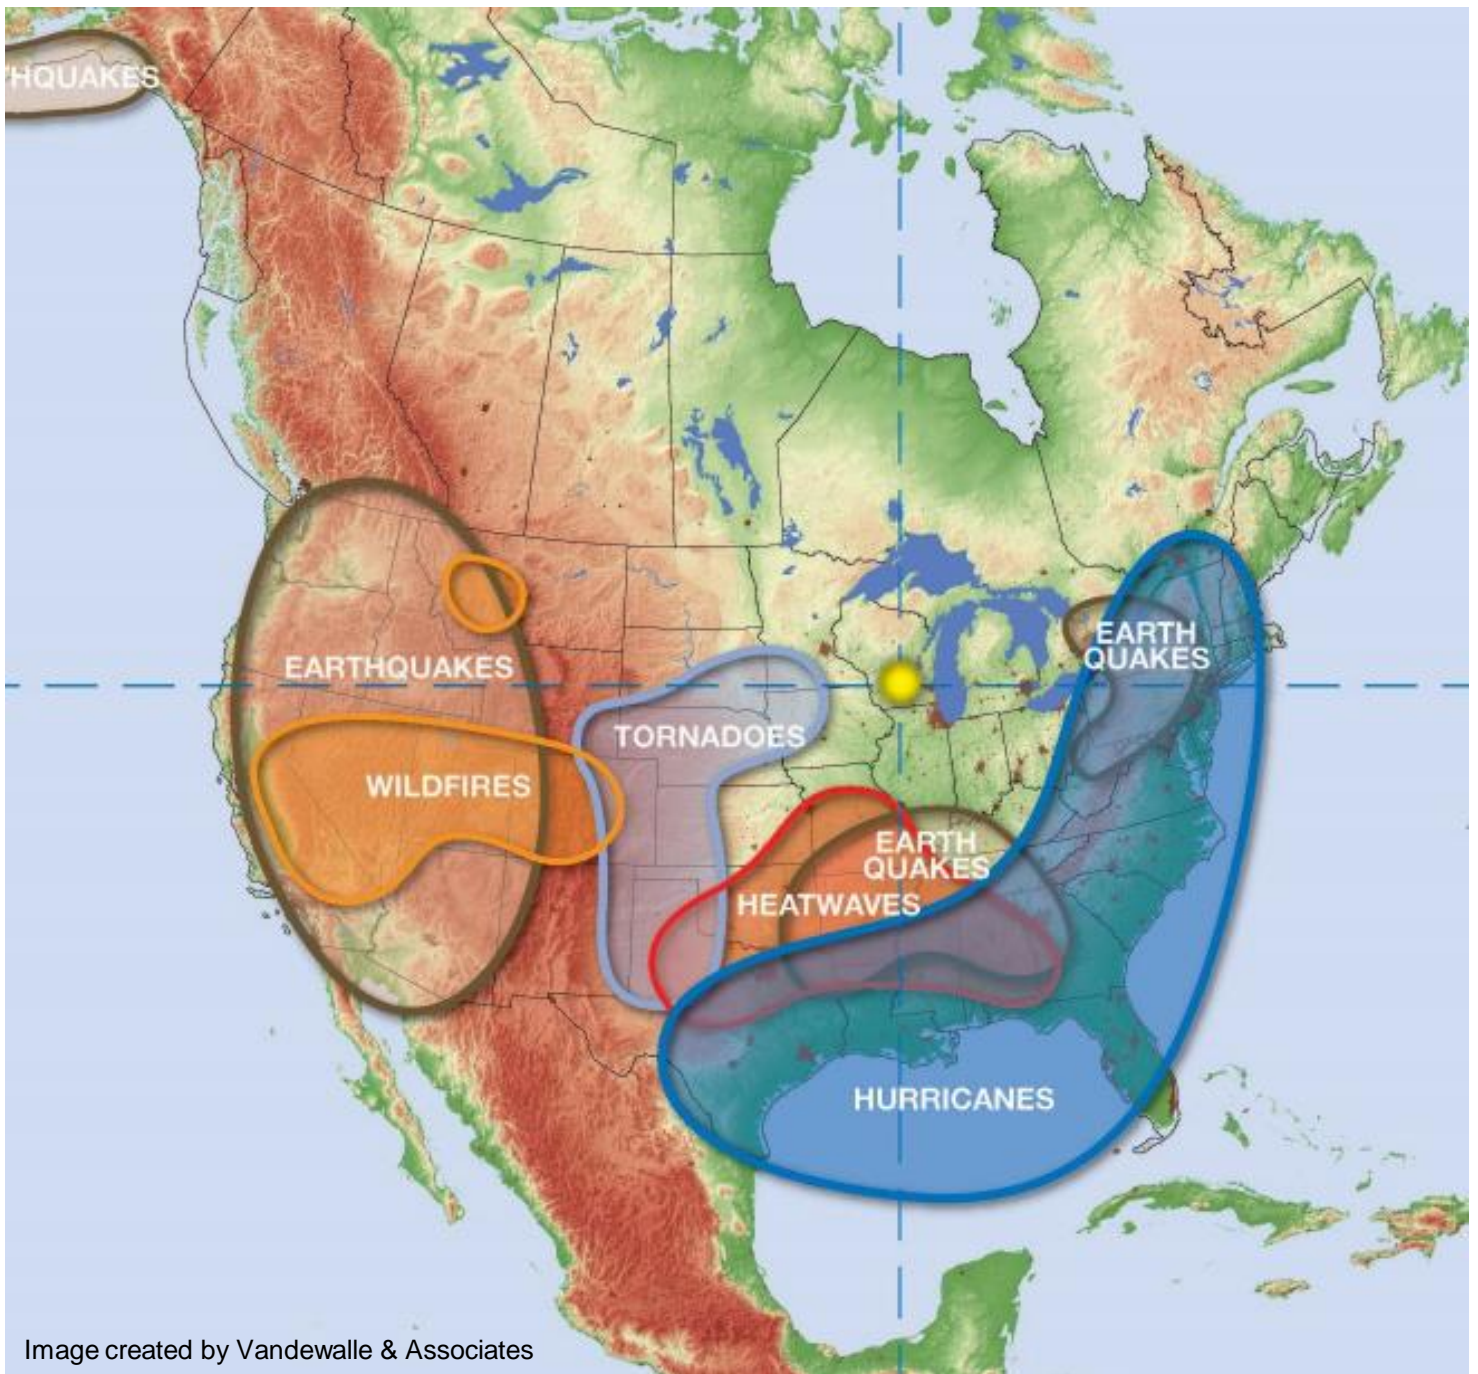 HQUAKES
EARTH
QUAKES
EARTHQUAKES
TORNADOES
WILDFIRES
EARTH
QUAKES
HEATWAVES
HURRICANES
Image created by Vandewalle & Associates